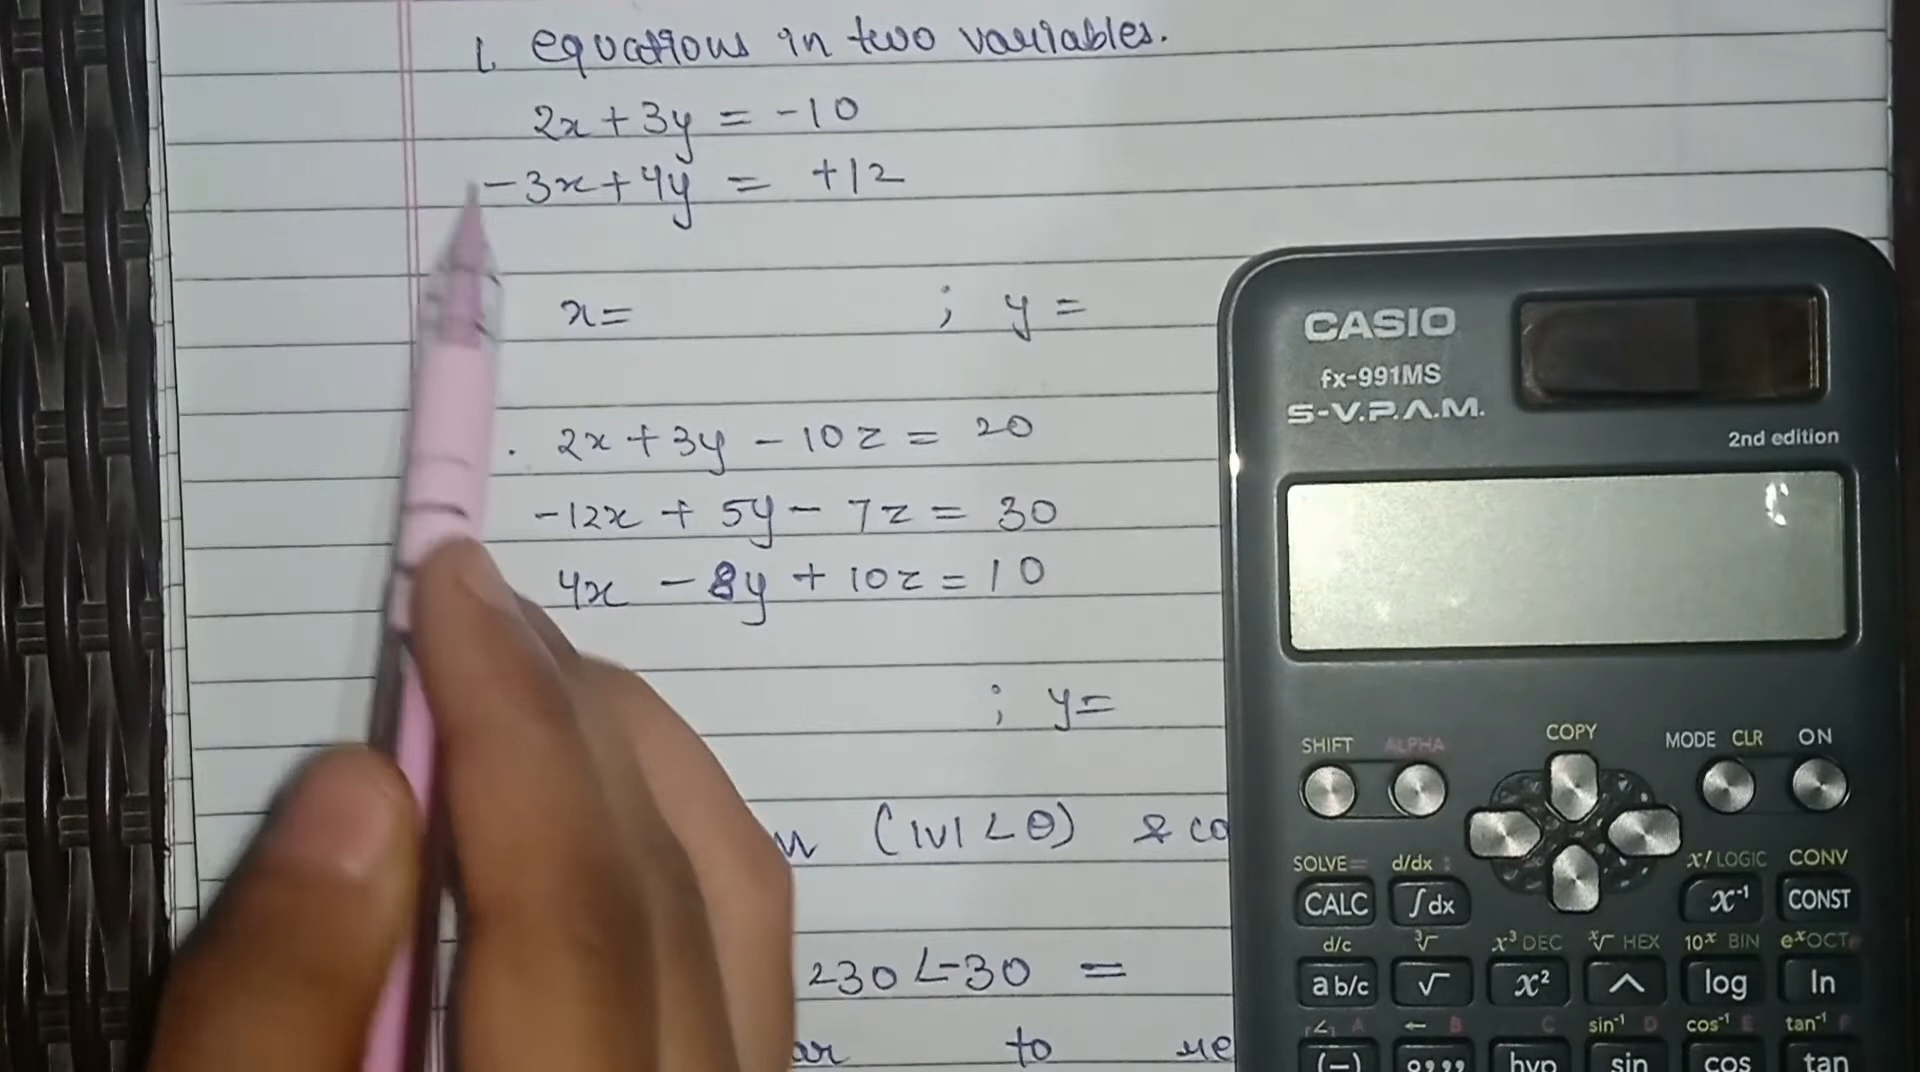 1. equations in two variables.
2x + 3y = -10
-3x + 4y = +12
x= ; y =
. 2x + 3y - 10z = 20
-12x + 5y - 7z = 30
4x - 8y + 10z = 10
; y=
(|v|∠θ) &
230∠-30 =
to
CASIO
fx-991MS
S-V.P.A.M.
2nd edition
SHIFT ALPHA COPY MODE CLR ON
SOLVE = d/dx : x! LOGIC CONV
CALC ∫dx x⁻¹ CONST
d/c ³√ x³ DEC ˣ√ HEX 10ˣ BIN eˣ OCT
a b/c √ x² ^ log ln
∠ A ← B C sin⁻¹ D cos⁻¹ E tan⁻¹ F
(−) °,,, hyp sin cos tan